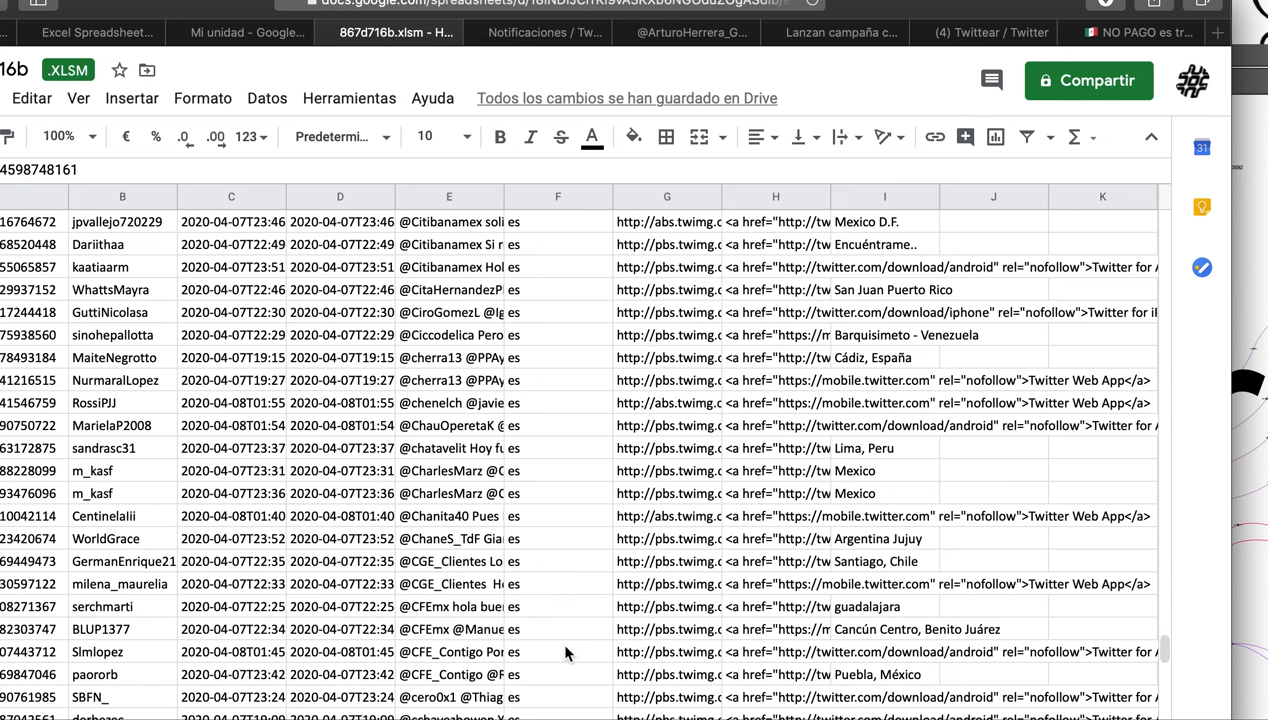 Excel Spreadsheet... Mi unidad - Google... 867d716b.xlsm - H... Notificaciones / Tw... @ArturoHerrera_G... Lanzan campaña c... (4) Twittear / Twitter NO PAGO es tr...
16b .XLSM
Compartir
Editar Ver Insertar Formato Datos Herramientas Ayuda Todos los cambios se han guardado en Drive
100% € % .0 .00 123 Predetermi... 10 B I S A
31
4598748161
B C D E F G H I J K
16764672 jpvallejo720229 2020-04-07T23:46 2020-04-07T23:46 @Citibanamex soli es http://abs.twimg.c <a href="http://tw Mexico D.F.
68520448 Dariithaa 2020-04-07T22:49 2020-04-07T22:49 @Citibanamex Si r es http://pbs.twimg.c <a href="http://tw Encuéntrame..
55065857 kaatiaarm 2020-04-07T23:51 2020-04-07T23:51 @Citibanamex Hol es http://pbs.twimg.c <a href="http://twitter.com/download/android" rel="nofollow">Twitter for A
29937152 WhattsMayra 2020-04-07T22:46 2020-04-07T22:46 @CitaHernandezP es http://pbs.twimg.c <a href="http://tw San Juan Puerto Rico
17244418 GuttiNicolasa 2020-04-07T22:30 2020-04-07T22:30 @CiroGomezL @Ig es http://pbs.twimg.c <a href="http://twitter.com/download/iphone" rel="nofollow">Twitter for iP
75938560 sinohepallotta 2020-04-07T22:29 2020-04-07T22:29 @Ciccodelica Pero es http://pbs.twimg.c <a href="https://m Barquisimeto - Venezuela
78493184 MaiteNegrotto 2020-04-07T19:15 2020-04-07T19:15 @cherra13 @PPAy es http://pbs.twimg.c <a href="http://tw Cádiz, España
41216515 NurmaralLopez 2020-04-07T19:27 2020-04-07T19:27 @cherra13 @PPAy es http://pbs.twimg.c <a href="https://mobile.twitter.com" rel="nofollow">Twitter Web App</a>
41546759 RossiPJJ 2020-04-08T01:55 2020-04-08T01:55 @chenelch @javie es http://abs.twimg.c <a href="https://mobile.twitter.com" rel="nofollow">Twitter Web App</a>
90750722 MarielaP2008 2020-04-08T01:54 2020-04-08T01:54 @ChauOperetaK @ es http://pbs.twimg.c <a href="http://twitter.com/download/android" rel="nofollow">Twitter for A
63172875 sandrasc31 2020-04-07T23:37 2020-04-07T23:37 @chatavelit Hoy fu es http://pbs.twimg.c <a href="http://tw Lima, Peru
88228099 m_kasf 2020-04-07T23:31 2020-04-07T23:31 @CharlesMarz @C es http://pbs.twimg.c <a href="http://tw Mexico
93476096 m_kasf 2020-04-07T23:36 2020-04-07T23:36 @CharlesMarz @C es http://pbs.twimg.c <a href="http://tw Mexico
10042114 Centinelalii 2020-04-08T01:40 2020-04-08T01:40 @Chanita40 Pues es http://abs.twimg.c <a href="https://mobile.twitter.com" rel="nofollow">Twitter Web App</a>
23420674 WorldGrace 2020-04-07T23:52 2020-04-07T23:52 @ChaneS_TdF Gia es http://pbs.twimg.c <a href="http://tw Argentina Jujuy
69449473 GermanEnrique21 2020-04-07T22:35 2020-04-07T22:35 @CGE_Clientes Lo es http://pbs.twimg.c <a href="http://tw Santiago, Chile
30597122 milena_maurelia 2020-04-07T22:33 2020-04-07T22:33 @CGE_Clientes He es http://pbs.twimg.c <a href="https://mobile.twitter.com" rel="nofollow">Twitter Web App</a>
08271367 serchmarti 2020-04-07T22:25 2020-04-07T22:25 @CFEmx hola bue es http://pbs.twimg.c <a href="http://tw guadalajara
82303747 BLUP1377 2020-04-07T22:34 2020-04-07T22:34 @CFEmx @Manue es http://pbs.twimg.c <a href="https://m Cancún Centro, Benito Juárez
07443712 Slmlopez 2020-04-08T01:45 2020-04-08T01:45 @CFE_Contigo Por es http://pbs.twimg.c <a href="http://twitter.com/download/android" rel="nofollow">Twitter for A
69847046 paororb 2020-04-07T23:42 2020-04-07T23:42 @CFE_Contigo @F es http://pbs.twimg.c <a href="http://tw Puebla, México
90761985 SBFN_ 2020-04-07T23:24 2020-04-07T23:24 @cero0x1 @Thiag es http://pbs.twimg.c <a href="http://twitter.com/download/android" rel="nofollow">Twitter for A